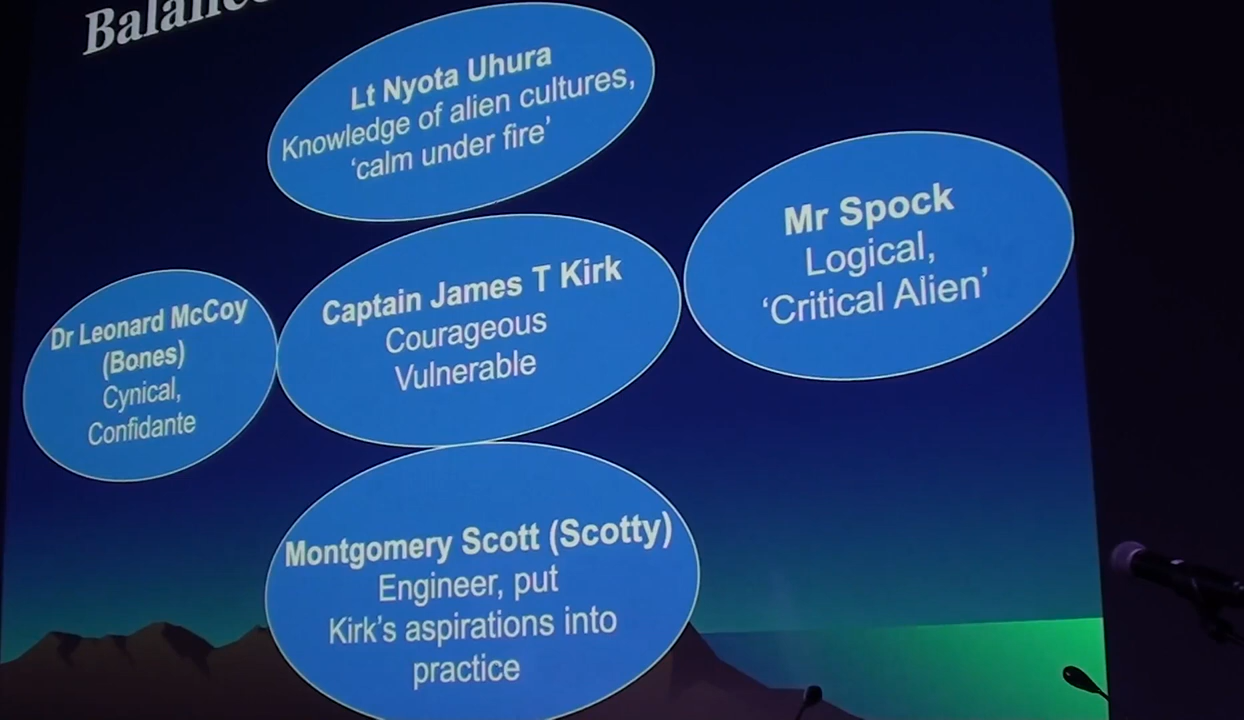 Lt Nyota Uhura
Knowledge of alien cultures,
‘calm under fire’
Mr Spock
Logical,
‘Critical Alien’
Captain James T Kirk
Courageous
Vulnerable
Dr Leonard McCoy
(Bones)
Cynical,
Confidante
Montgomery Scott (Scotty)
Engineer, put
Kirk’s aspirations into
practice